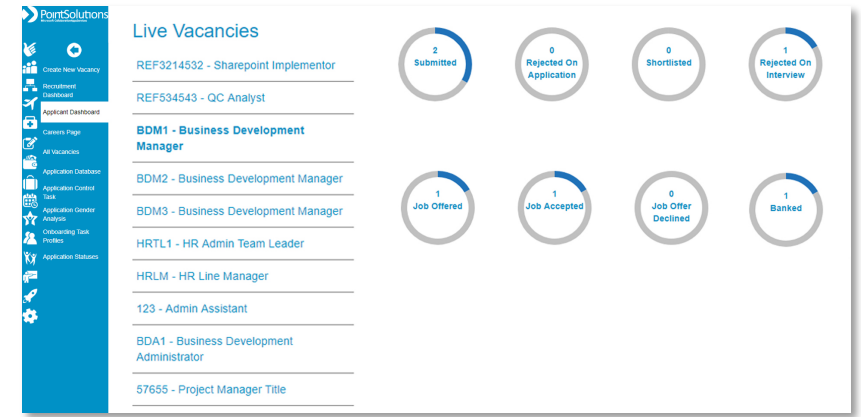 PointSolutions
Create New Vacancy
Recruitment
Dashboard
Applicant Dashboard
Careers Page
All Vacancies
Application Database
Application Control
Task
Application Gender
Analysis
Onboarding Task
Profiles
Application Statuses
Live Vacancies
REF3214532 - Sharepoint Implementor
REF534543 - QC Analyst
BDM1 - Business Development
Manager
BDM2 - Business Development Manager
BDM3 - Business Development Manager
HRTL1 - HR Admin Team Leader
HRLM - HR Line Manager
123 - Admin Assistant
BDA1 - Business Development
Administrator
57655 - Project Manager Title
2
Submitted
0
Rejected On
Application
0
Shortlisted
1
Rejected On
Interview
1
Job Offered
1
Job Accepted
0
Job Offer
Declined
1
Banked